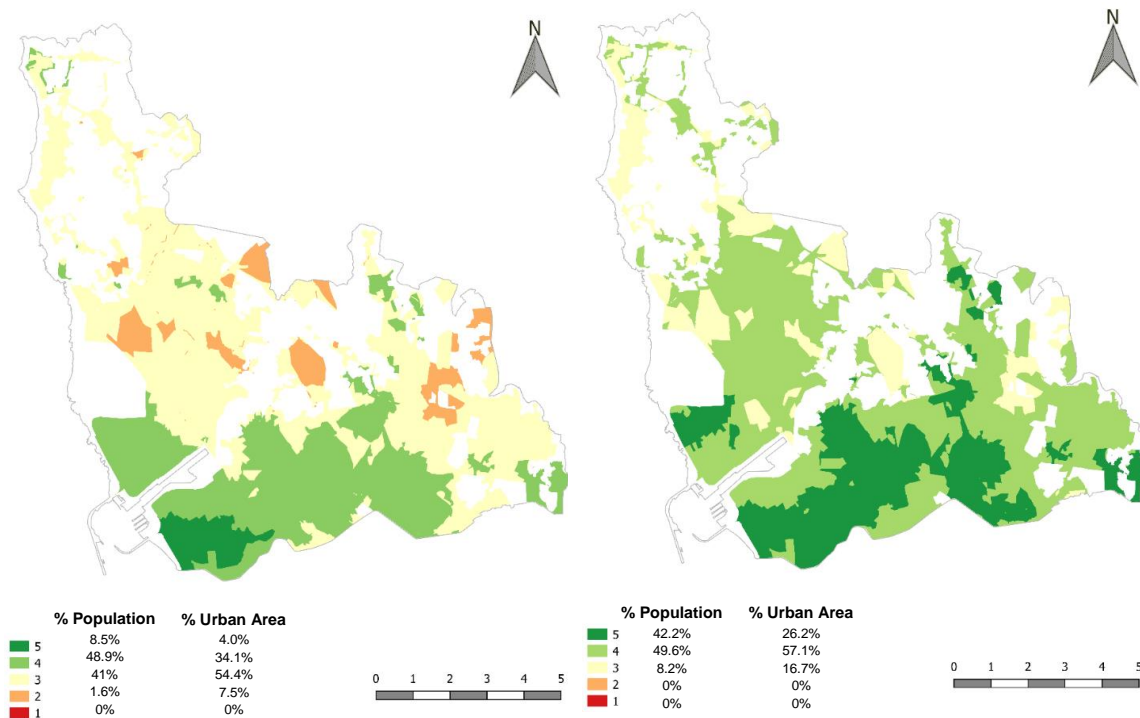 N
N
% Population % Urban Area
5 8.5% 4.0%
4 48.9% 34.1%
3 41% 54.4%
2 1.6% 7.5%
1 0% 0%
0 1 2 3 4 5
% Population % Urban Area
5 42.2% 26.2%
4 49.6% 57.1%
3 8.2% 16.7%
2 0% 0%
1 0% 0%
0 1 2 3 4 5